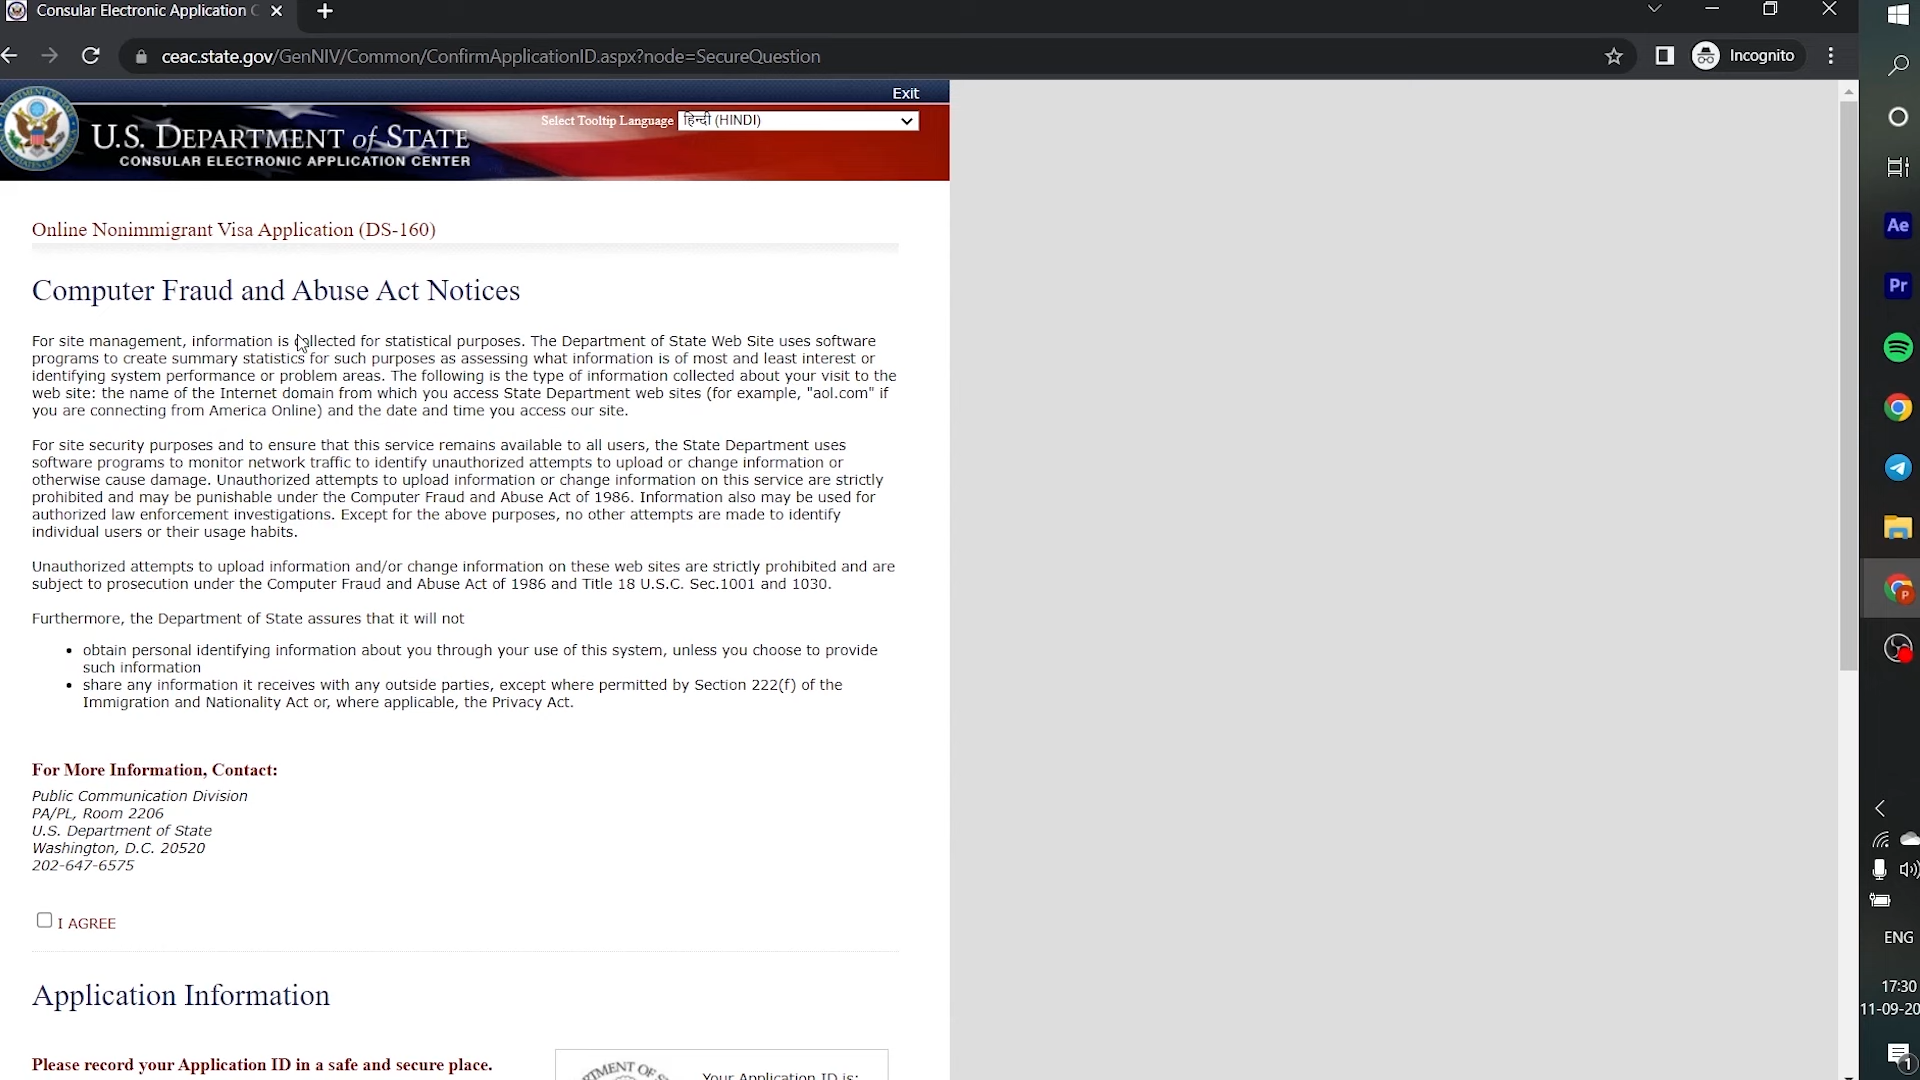 Consular Electronic Application
ceac.state.gov/GenNIV/Common/ConfirmApplicationID.aspx?node=SecureQuestion
Incognito
Exit
Select Tooltip Language हिन्दी (HINDI)
U.S. DEPARTMENT of STATE
CONSULAR ELECTRONIC APPLICATION CENTER
Online Nonimmigrant Visa Application (DS-160)
Computer Fraud and Abuse Act Notices
For site management, information is collected for statistical purposes. The Department of State Web Site uses software
programs to create summary statistics for such purposes as assessing what information is of most and least interest or
identifying system performance or problem areas. The following is the type of information collected about your visit to the
web site: the name of the Internet domain from which you access State Department web sites (for example, "aol.com" if
you are connecting from America Online) and the date and time you access our site.
For site security purposes and to ensure that this service remains available to all users, the State Department uses
software programs to monitor network traffic to identify unauthorized attempts to upload or change information or
otherwise cause damage. Unauthorized attempts to upload information or change information on this service are strictly
prohibited and may be punishable under the Computer Fraud and Abuse Act of 1986. Information also may be used for
authorized law enforcement investigations. Except for the above purposes, no other attempts are made to identify
individual users or their usage habits.
Unauthorized attempts to upload information and/or change information on these web sites are strictly prohibited and are
subject to prosecution under the Computer Fraud and Abuse Act of 1986 and Title 18 U.S.C. Sec.1001 and 1030.
Furthermore, the Department of State assures that it will not
• obtain personal identifying information about you through your use of this system, unless you choose to provide
such information
• share any information it receives with any outside parties, except where permitted by Section 222(f) of the
Immigration and Nationality Act or, where applicable, the Privacy Act.
For More Information, Contact:
Public Communication Division
PA/PL, Room 2206
U.S. Department of State
Washington, D.C. 20520
202-647-6575
I AGREE
Application Information
Please record your Application ID in a safe and secure place.
Your Application ID is:
Ae
Pr
P
ENG
17:30
11-09-20
1